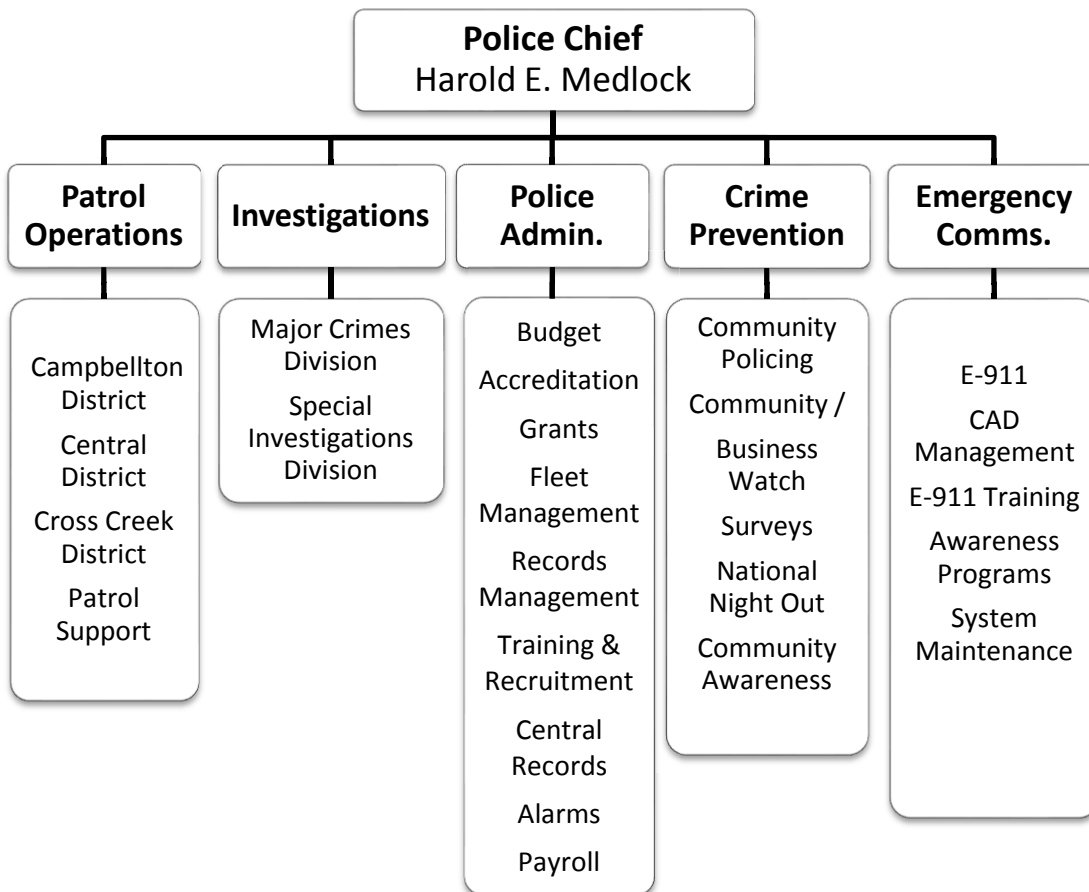 Police Chief
Harold E. Medlock
Patrol
Operations
Investigations
Police
Admin.
Crime
Prevention
Emergency
Comms.
Campbellton
District
Central
District
Cross Creek
District
Patrol
Support
Major Crimes
Division
Special
Investigations
Division
Budget
Accreditation
Grants
Fleet
Management
Records
Management
Training &
Recruitment
Central
Records
Alarms
Payroll
Community
Policing
Community /
Business
Watch
Surveys
National
Night Out
Community
Awareness
E-911
CAD
Management
E-911 Training
Awareness
Programs
System
Maintenance